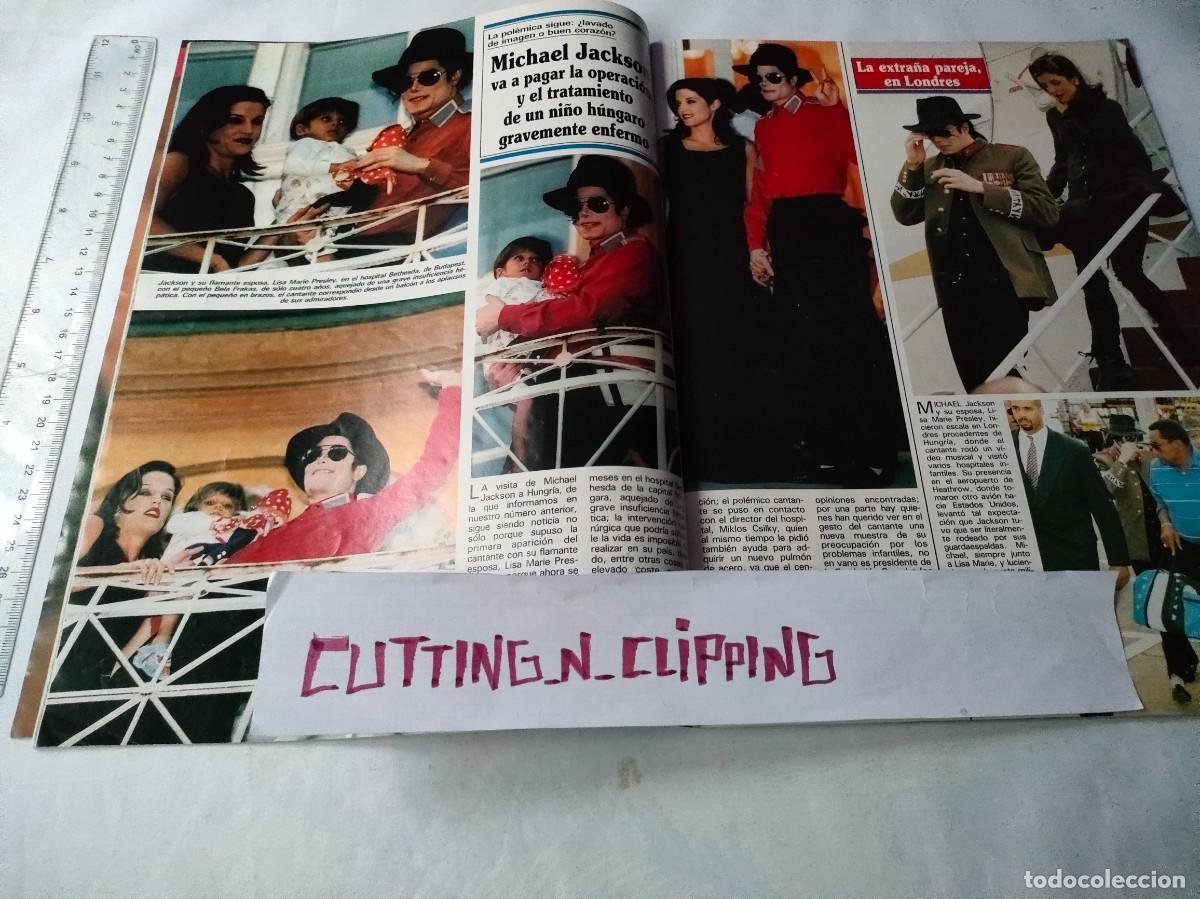 La polémica sigue: ¿lavado
de imagen o buen corazón?
Michael Jackson
va a pagar la operación
y el tratamiento
de un niño húngaro
gravemente enfermo
Jackson y su flamante esposa, Lisa Marie Presley, en el hospital Bethesda, de Budapest,
con el pequeño Bela Frakas, de sólo cuatro años, aquejado de una grave insuficiencia he-
pática. Con el pequeño en brazos, el cantante correspondió desde un balcón a los aplausos
de sus admiradores.
LA visita de Michael
Jackson a Hungría, de
la que informamos en
nuestro número anterior,
sigue siendo noticia no
sólo porque supuso la
primera aparición del
cantante con su flamante
esposa, Lisa Marie Pres-
porque ahora se
meses en el hospital
hesda de la capital
gara, aquejado de
grave insuficiencia
tica; la intervención
rúrgica que podría
le la vida es imposible
realizar en su país,
do, entre otras cosas,
elevado coste
ción; el polémico cantan-
te se puso en contacto
con el director del hospi-
tal, Miklos Csilky, quien
al mismo tiempo le pidió
también ayuda para ad-
quirir un nuevo pulmón
de acero, ya que el cen-
opiniones encontradas;
por una parte hay quie-
nes han querido ver en el
gesto del cantante una
nueva muestra de su
preocupación por los
problemas infantiles, no
en vano es presidente de
La extraña pareja,
en Londres
MICHAEL Jackson
y su esposa, Li-
sa Marie Presley, hi-
cieron escala en Lon-
dres procedentes de
Hungría, donde el
cantante rodó un ví-
deo musical y visitó
varios hospitales in-
fantiles. Su presencia
en el aeropuerto de
Heathrow, donde to-
maron otro avión ha-
cia Estados Unidos,
levantó tal expecta-
ción que Jackson tu-
vo que ser literalmen-
te rodeado por sus
guardaespaldas. Mi-
chael, siempre junto
a Lisa Marie, y lucien-
CUTTING_N_CLIPPING
todocoleccion